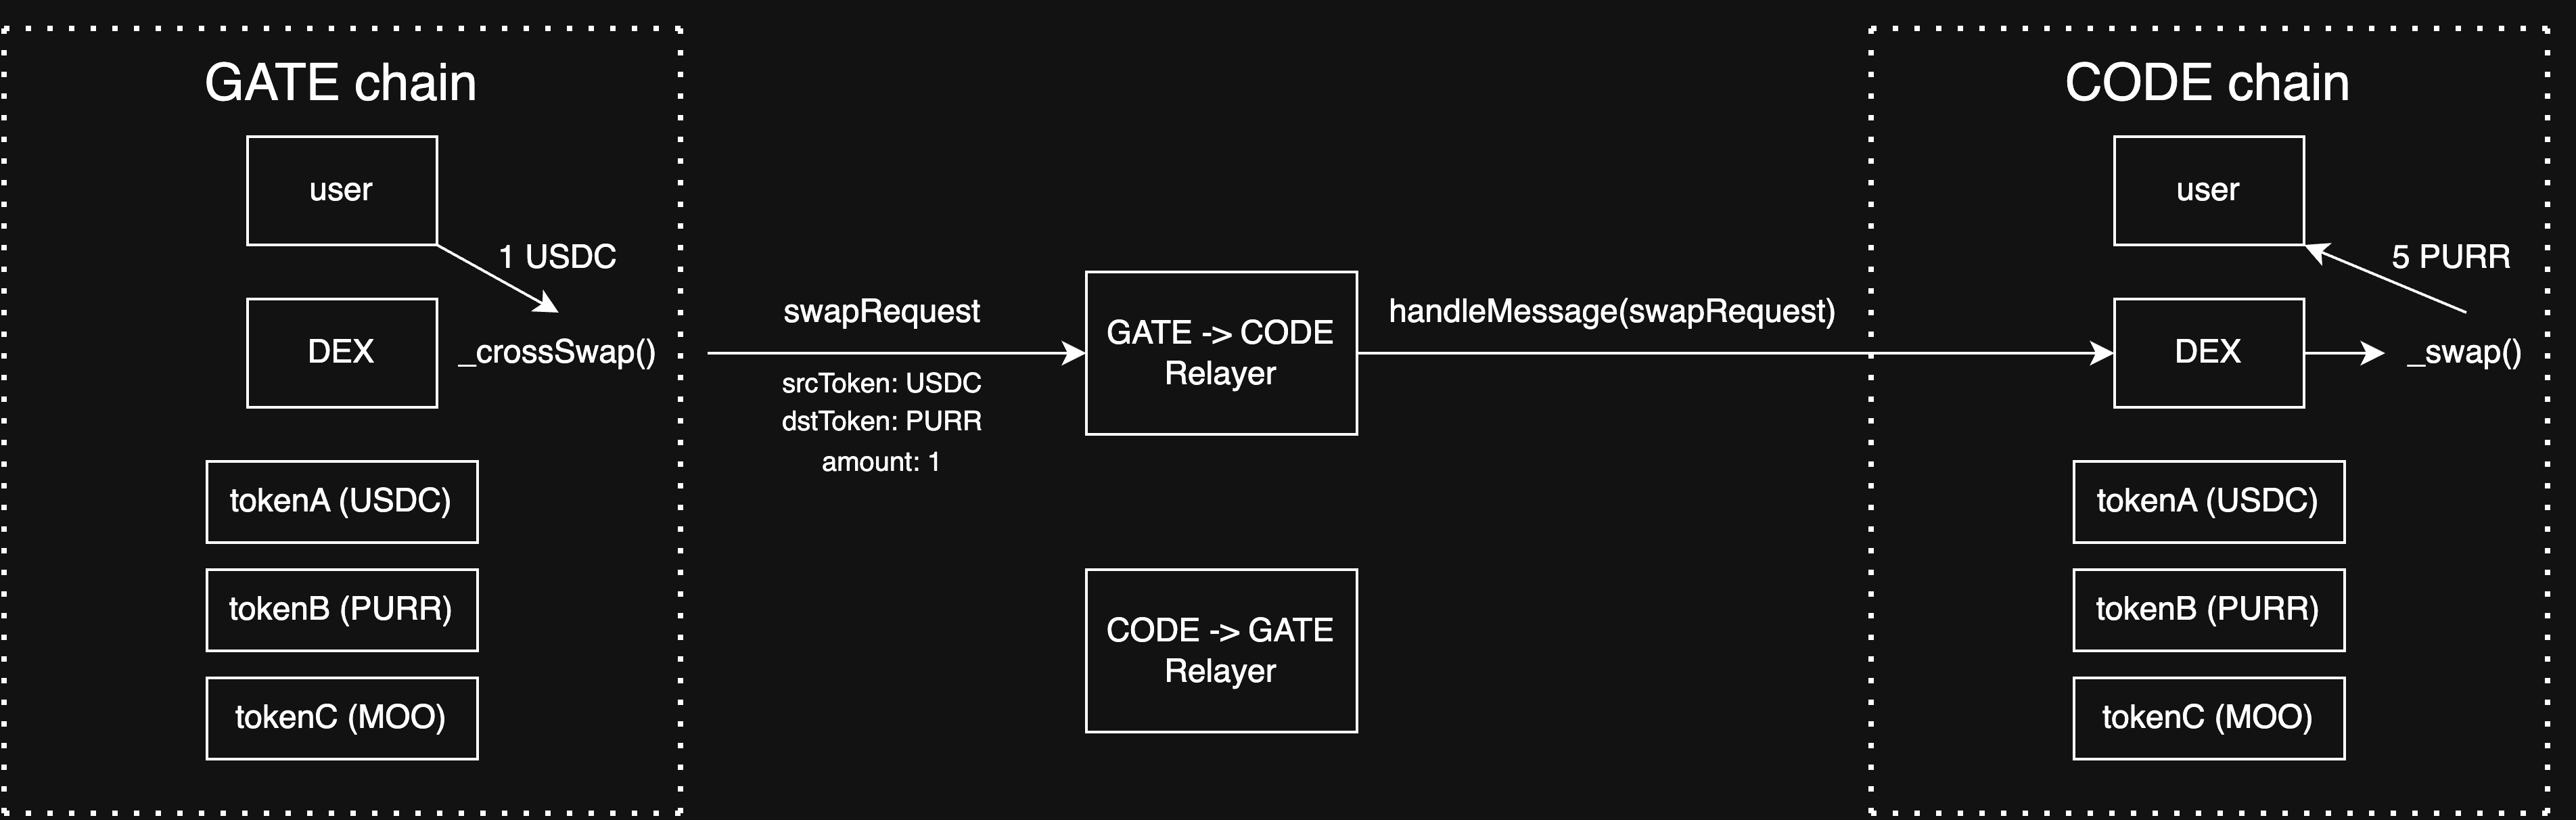 GATE chain
user
1 USDC
DEX
_crossSwap()
tokenA (USDC)
tokenB (PURR)
tokenC (MOO)
swapRequest
srcToken: USDC
dstToken: PURR
amount: 1
GATE -> CODE
Relayer
handleMessage(swapRequest)
CODE -> GATE
Relayer
CODE chain
user
5 PURR
DEX
_swap()
tokenA (USDC)
tokenB (PURR)
tokenC (MOO)